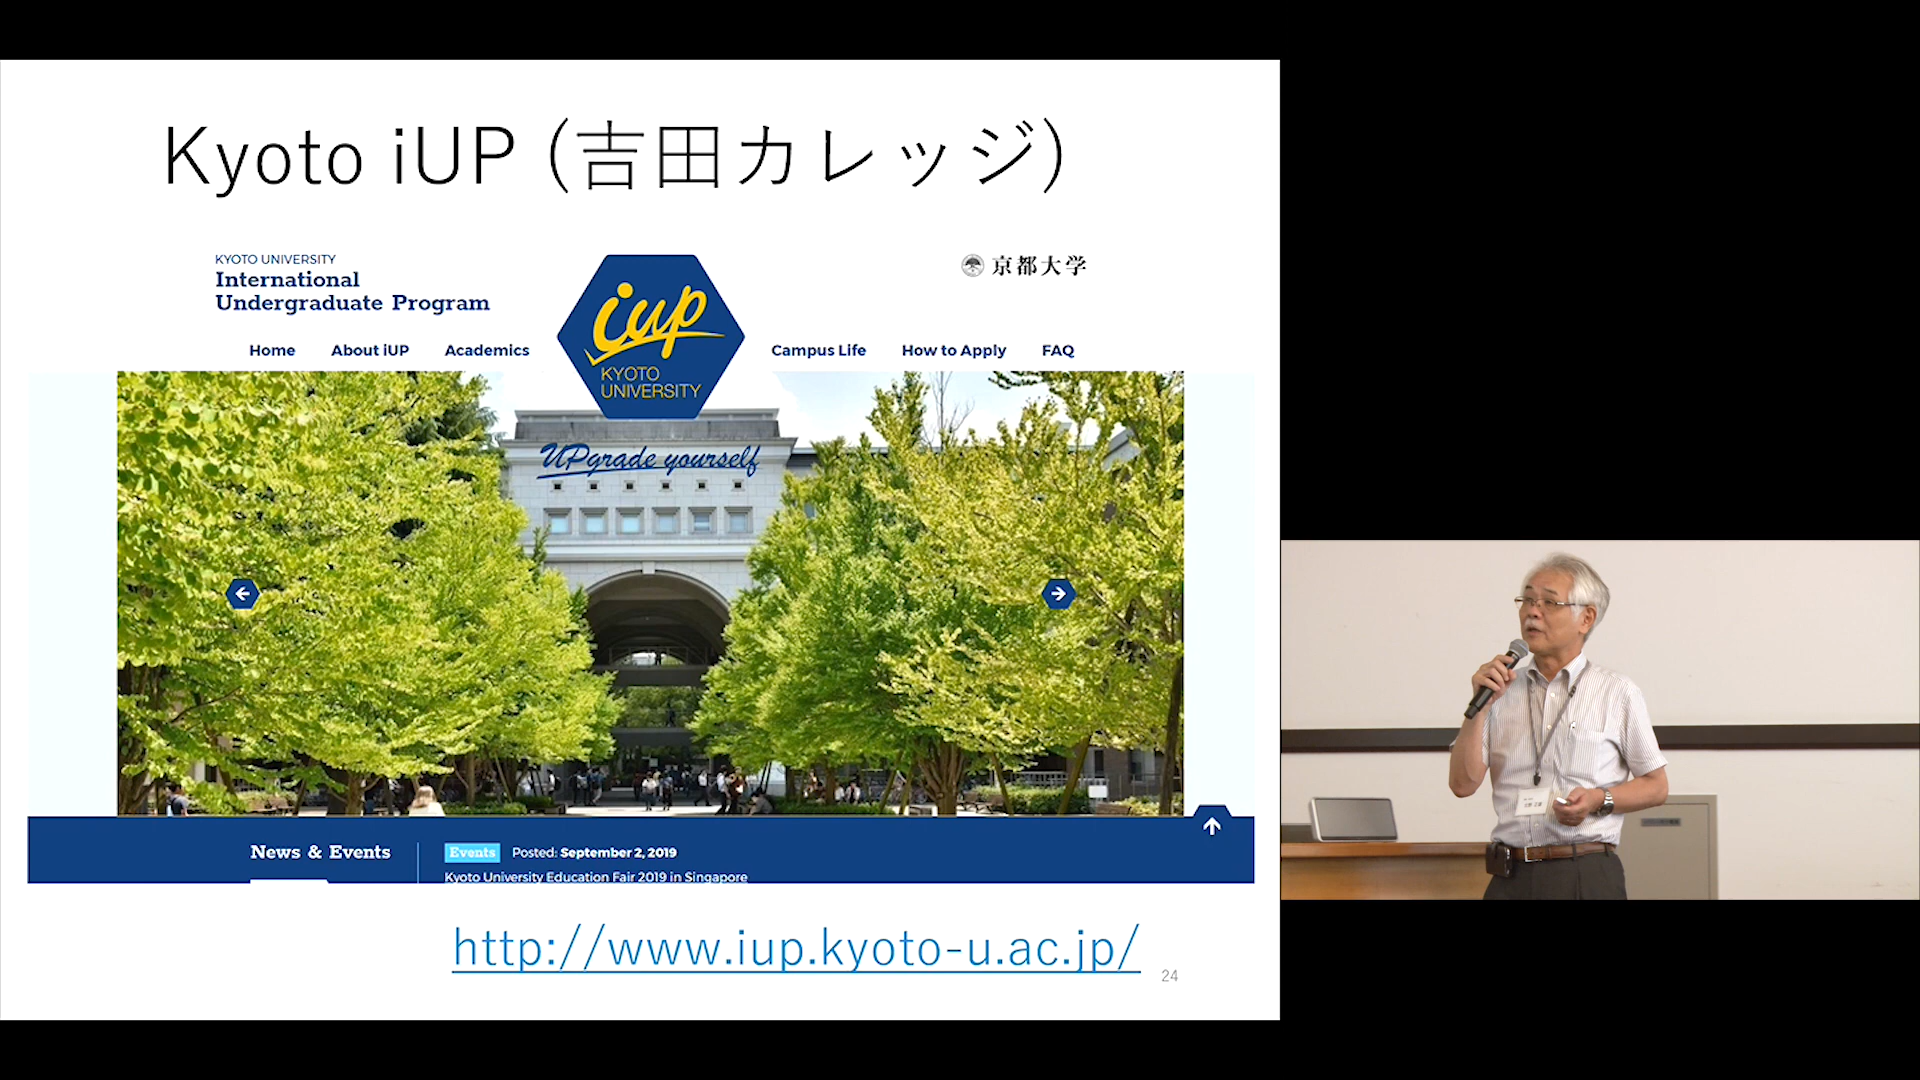 Kyoto iUP (吉田カレッジ)
KYOTO UNIVERSITY
International
Undergraduate Program
iup
KYOTO
UNIVERSITY
京都大学
Home
About iUP
Academics
Campus Life
How to Apply
FAQ
UPgrade yourself
News & Events
Events
Posted: September 2, 2019
Kyoto University Education Fair 2019 in Singapore
http://www.iup.kyoto-u.ac.jp/
24